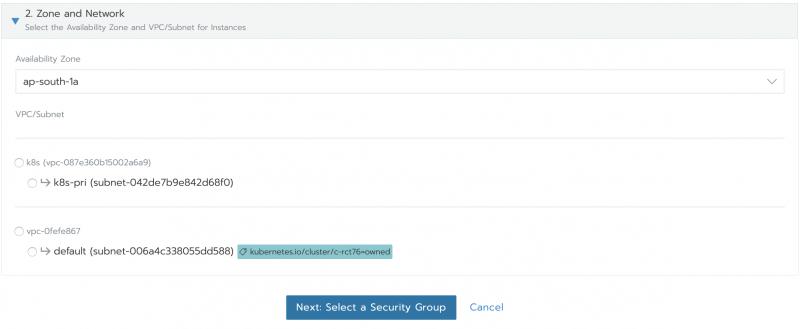 2. Zone and Network
Select the Availability Zone and VPC/Subnet for Instances
Availability Zone
ap-south-1a
VPC/Subnet
k8s (vpc-087e360b15002a6a9)
k8s-pri (subnet-042de7b9e842d68f0)
vpc-0fefe867
default (subnet-006a4c338055dd588) kubernetes.io/cluster/c-rct76=owned
Next: Select a Security Group Cancel